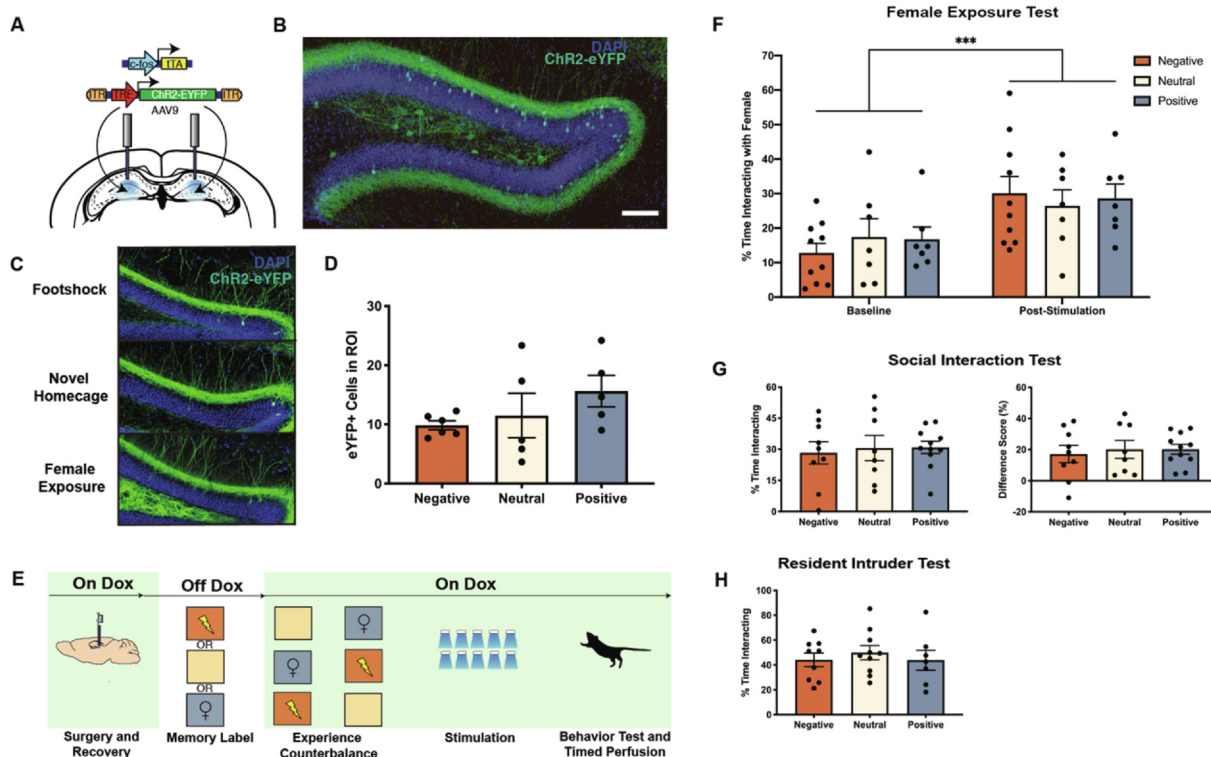 A
c-fos
tTA
ITR
TRE
ChR2-EYFP
ITR
AAV9
B
DAPI
ChR2-eYFP
C
DAPI
ChR2-eYFP
Footshock
Novel
Homecage
Female
Exposure
D
eYFP+ Cells in ROI
30
20
10
0
Negative
Neutral
Positive
E
On Dox
Off Dox
On Dox
OR
OR
Surgery and
Recovery
Memory Label
Experience
Counterbalance
Stimulation
Behavior Test and
Timed Perfusion
F
Female Exposure Test
% Time Interacting with Female
70
60
50
40
30
20
10
0
***
Negative
Neutral
Positive
Baseline
Post-Stimulation
G
Social Interaction Test
% Time Interacting
60
45
30
15
0
Negative
Neutral
Positive
Difference Score (%)
60
40
20
0
-20
Negative
Neutral
Positive
H
Resident Intruder Test
% Time Interacting
100
80
60
40
20
0
Negative
Neutral
Positive